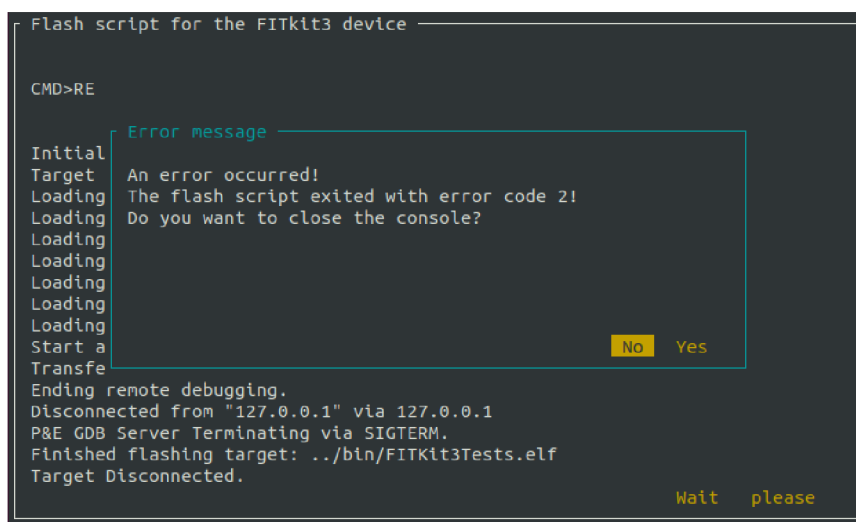 Flash script for the FITkit3 device
CMD>RE
Error message
Initial
Target
An error occurred!
Loading
The flash script exited with error code 2!
Loading
Do you want to close the console?
Loading
Loading
Loading
Loading
Loading
Start a
No Yes
Transfe
Ending remote debugging.
Disconnected from "127.0.0.1" via 127.0.0.1
P&E GDB Server Terminating via SIGTERM.
Finished flashing target: ../bin/FITKit3Tests.elf
Target Disconnected.
Wait please